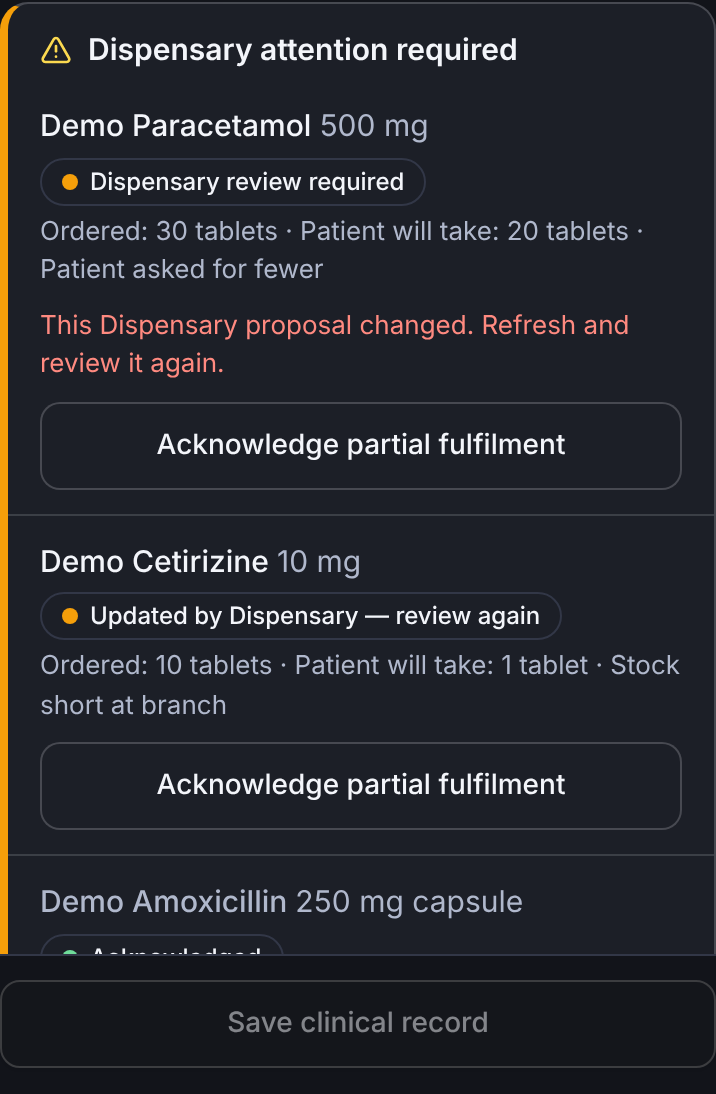 Dispensary attention required
Demo Paracetamol 500 mg
Dispensary review required
Ordered: 30 tablets · Patient will take: 20 tablets ·
Patient asked for fewer
This Dispensary proposal changed. Refresh and
review it again.
Acknowledge partial fulfilment
Demo Cetirizine 10 mg
Updated by Dispensary — review again
Ordered: 10 tablets · Patient will take: 1 tablet · Stock
short at branch
Acknowledge partial fulfilment
Demo Amoxicillin 250 mg capsule
Acknowledged
Save clinical record